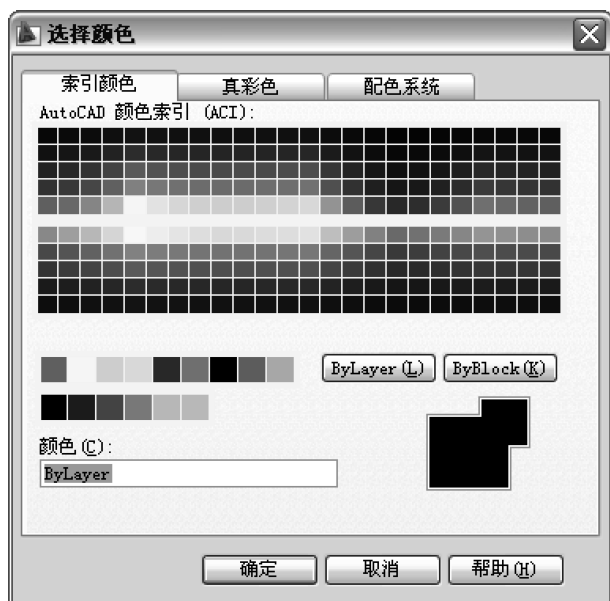 选择颜色
索引颜色 真彩色 配色系统
AutoCAD 颜色索引 (ACI):
ByLayer(L) ByBlock(K)
颜色(C):
ByLayer
确定 取消 帮助(H)